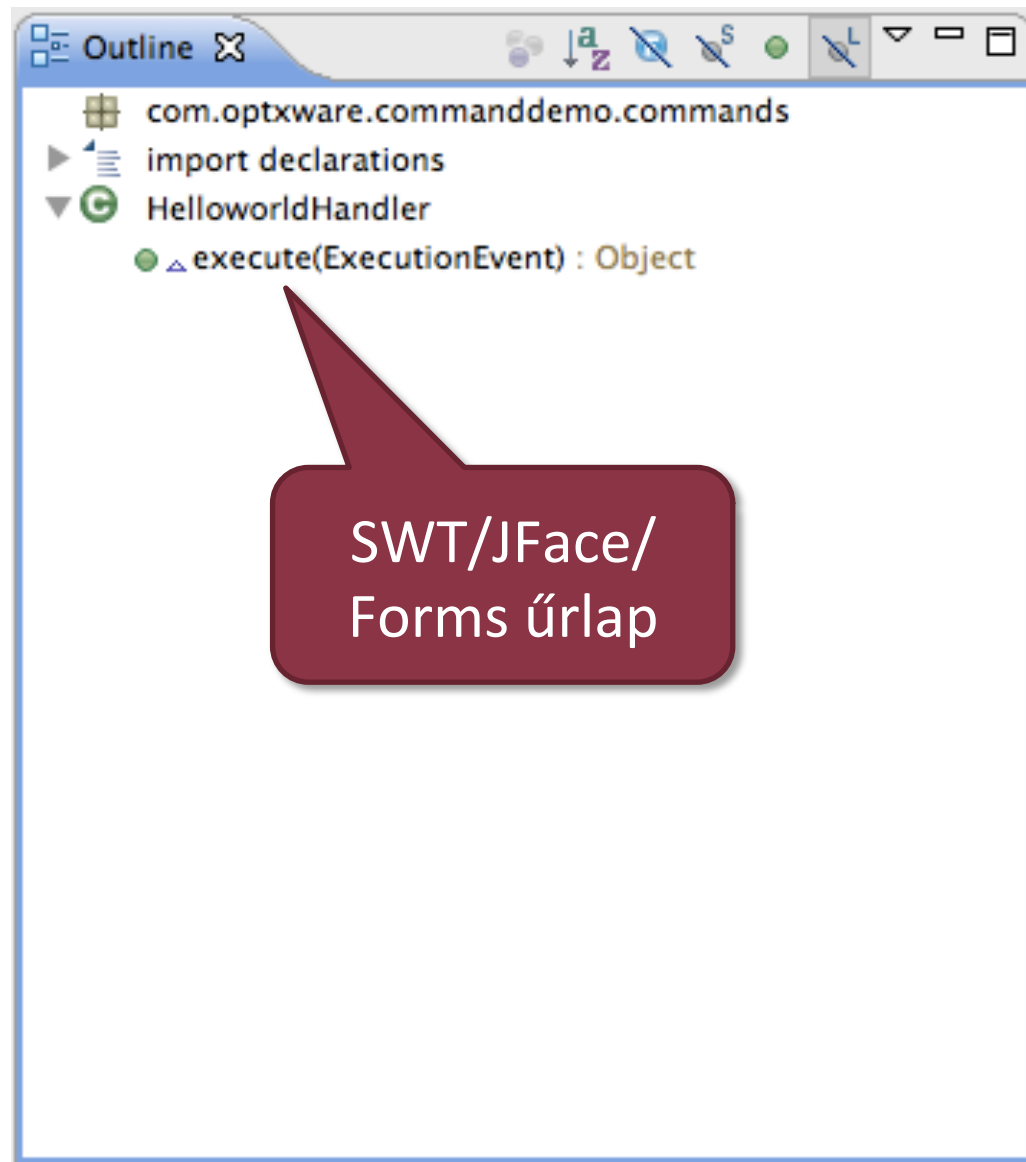 Outline
com.optxware.commanddemo.commands
import declarations
HelloworldHandler
execute(ExecutionEvent) : Object
SWT/JFace/
Forms űrlap